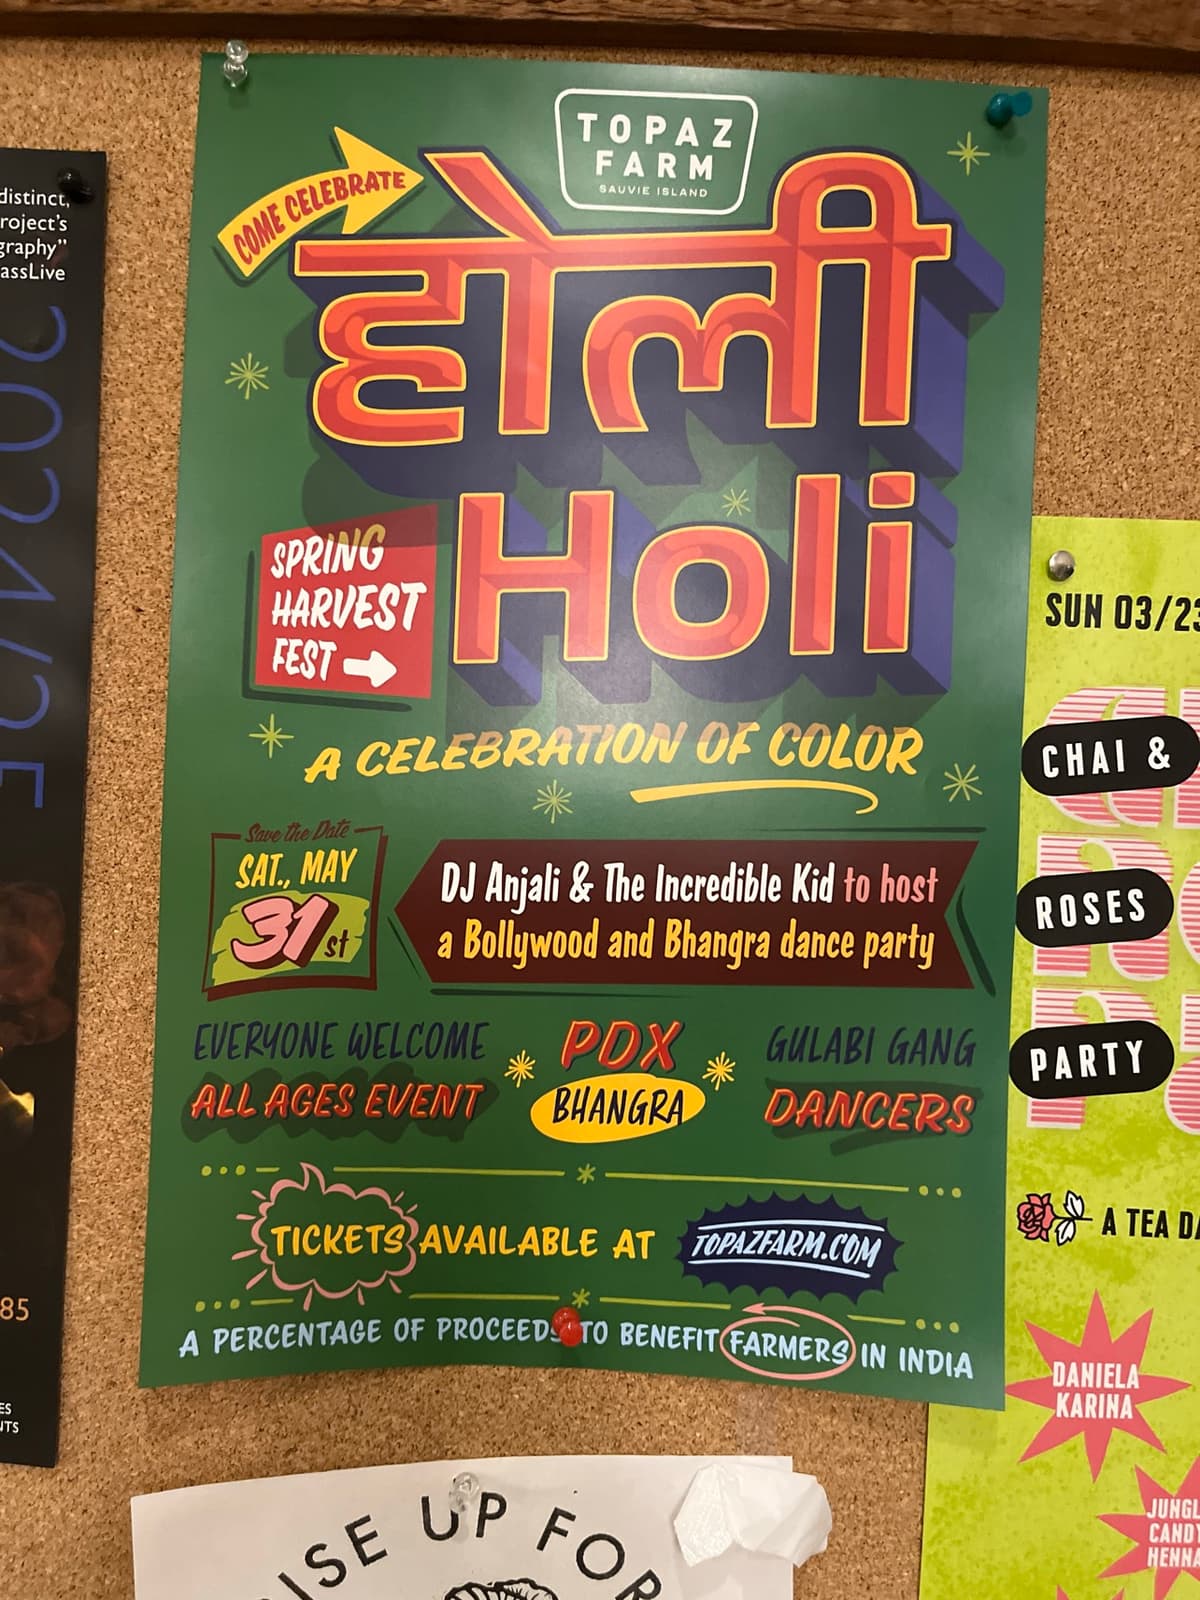 distinct,
roject's
graphy"
assLive
85
TOPAZ
FARM
SAUVIE ISLAND
COME CELEBRATE
होली
Holi
SPRING
HARVEST
FEST
A CELEBRATION OF COLOR
Save the Date
SAT., MAY
31st
DJ Anjali & The Incredible Kid to host
a Bollywood and Bhangra dance party
EVERYONE WELCOME
ALL AGES EVENT
PDX
BHANGRA
GULABI GANG
DANCERS
TICKETS AVAILABLE AT
TOPAZFARM.COM
A PERCENTAGE OF PROCEEDS TO BENEFIT FARMERS IN INDIA
SUN 03/23
CHAI &
ROSES
PARTY
A TEA DA
DANIELA
KARINA
JUNGL
CANDY
HENNA
ISE UP FOR